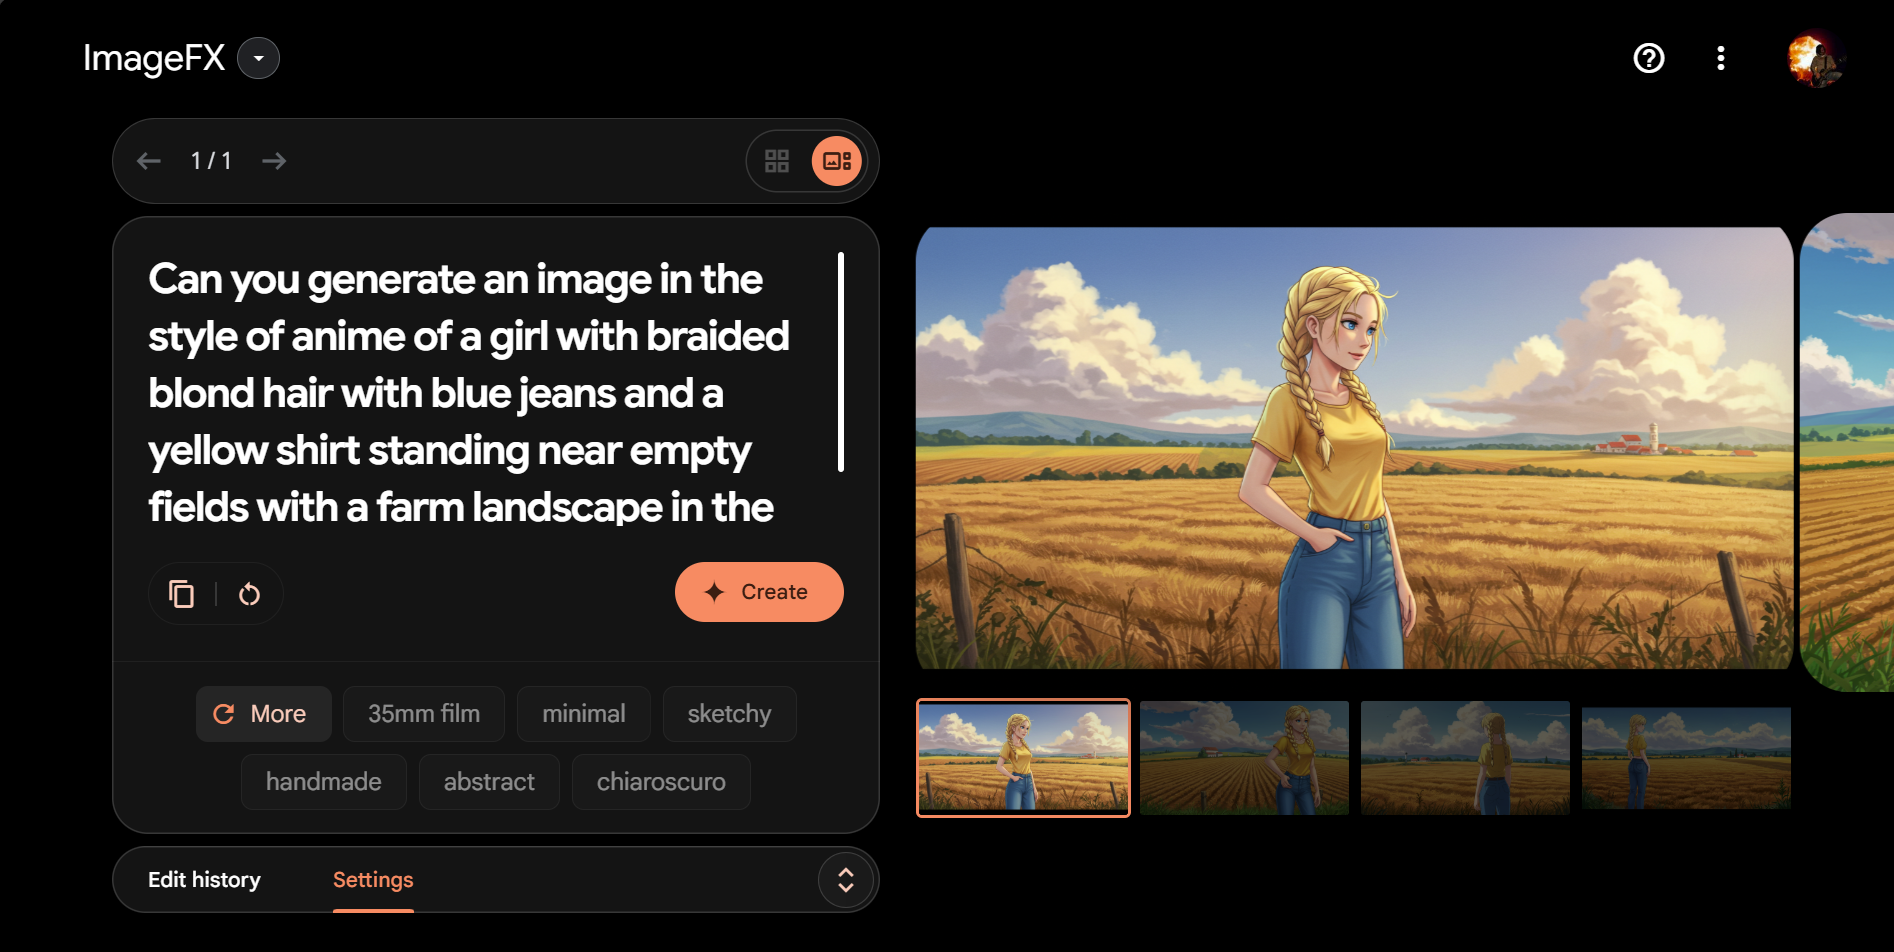 ImageFX
1 / 1
Can you generate an image in the
style of anime of a girl with braided
blond hair with blue jeans and a
yellow shirt standing near empty
fields with a farm landscape in the
Create
More
35mm film
minimal
sketchy
handmade
abstract
chiaroscuro
Edit history
Settings